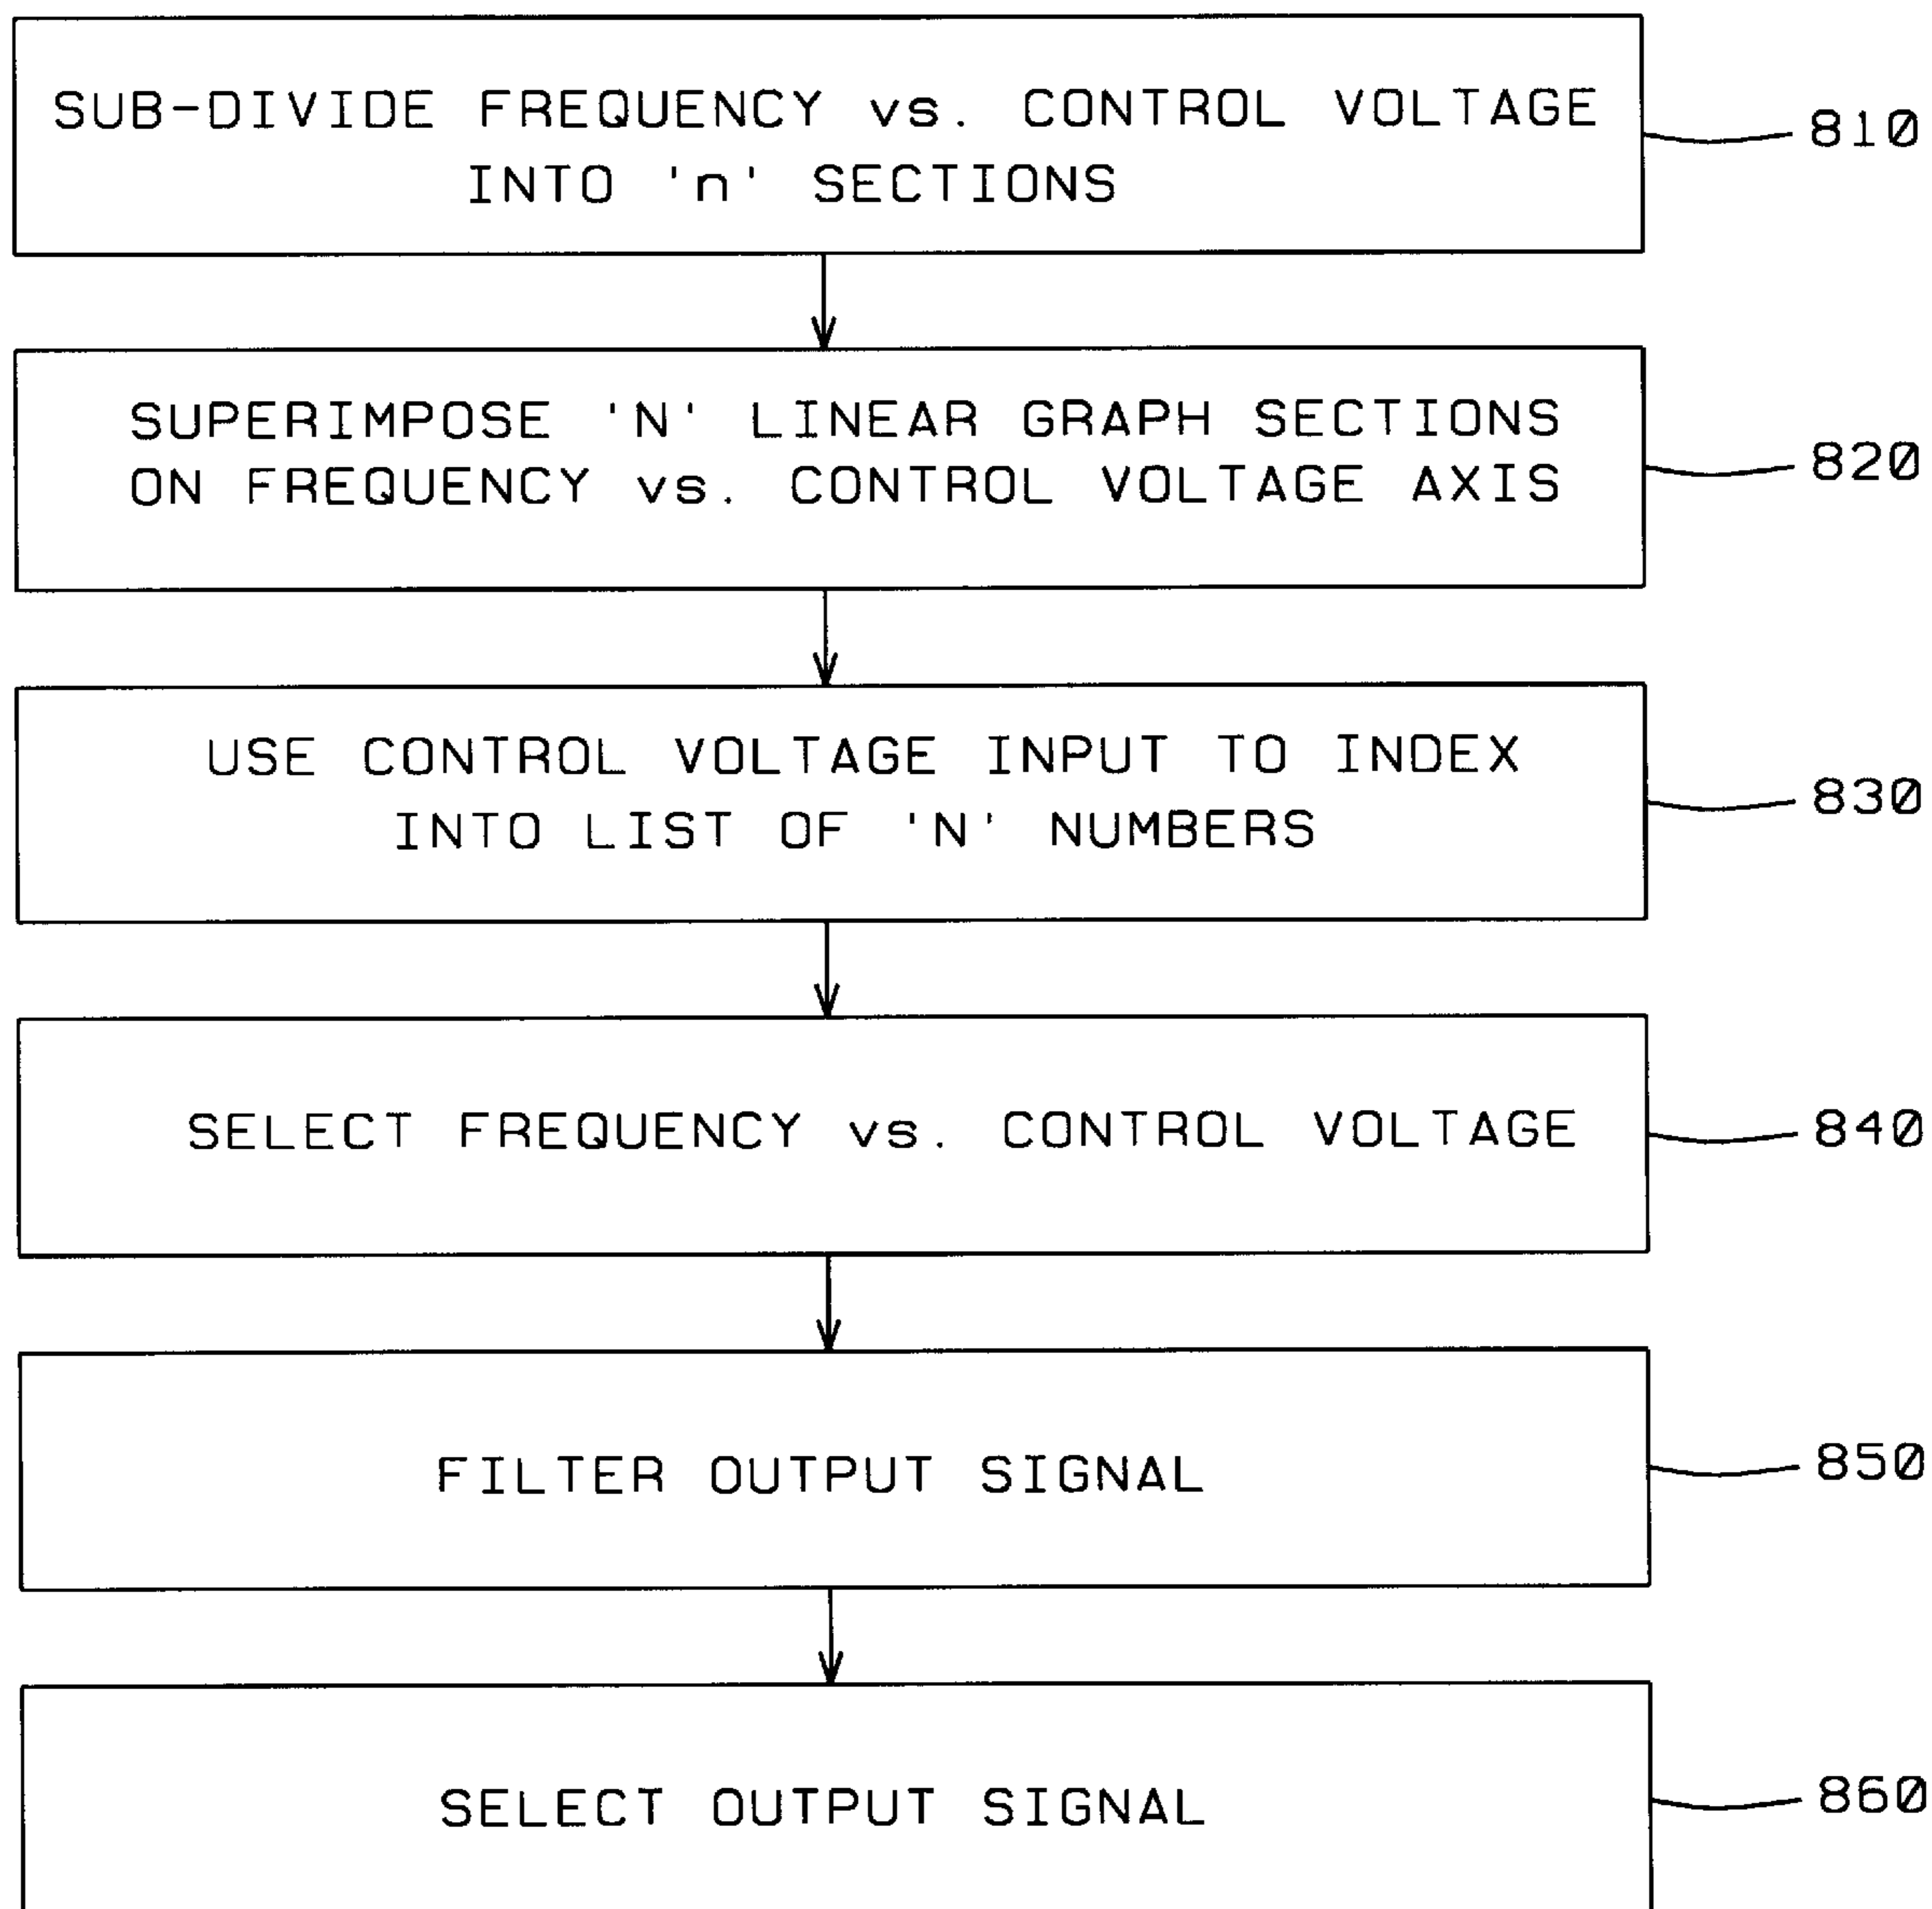 SUB-DIVIDE FREQUENCY vs. CONTROL VOLTAGE
INTO 'n' SECTIONS
810
SUPERIMPOSE 'N' LINEAR GRAPH SECTIONS
ON FREQUENCY vs. CONTROL VOLTAGE AXIS
820
USE CONTROL VOLTAGE INPUT TO INDEX
INTO LIST OF 'N' NUMBERS
830
SELECT FREQUENCY vs. CONTROL VOLTAGE
840
FILTER OUTPUT SIGNAL
850
SELECT OUTPUT SIGNAL
860